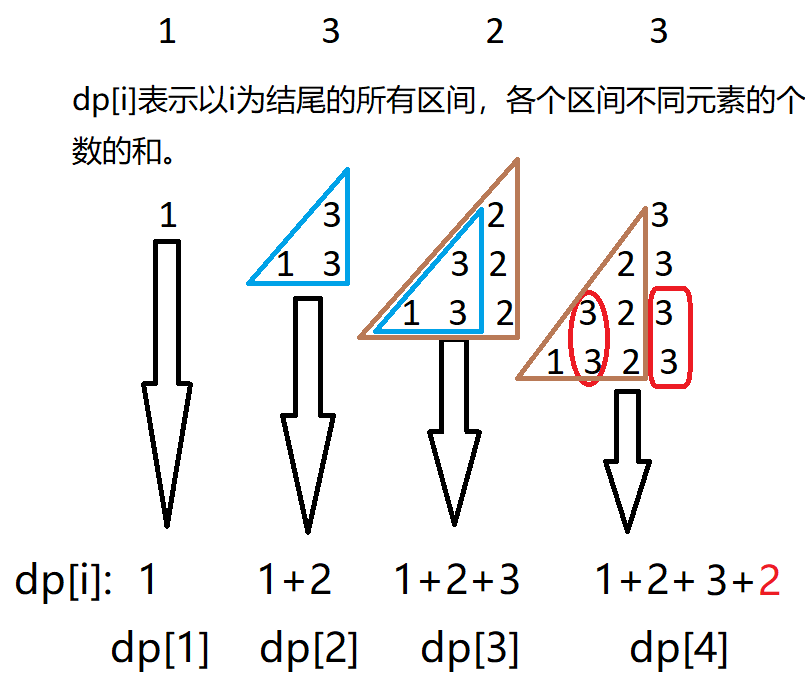 1 3 2 3
dp[i]表示以i为结尾的所有区间，各个区间不同元素的个
数的和。
1
3
1 3
2
3 2
1 3 2
3
2 3
3 2 3
1 3 2 3
dp[i]: 1 1+2 1+2+3 1+2+3+2
dp[1] dp[2] dp[3] dp[4]